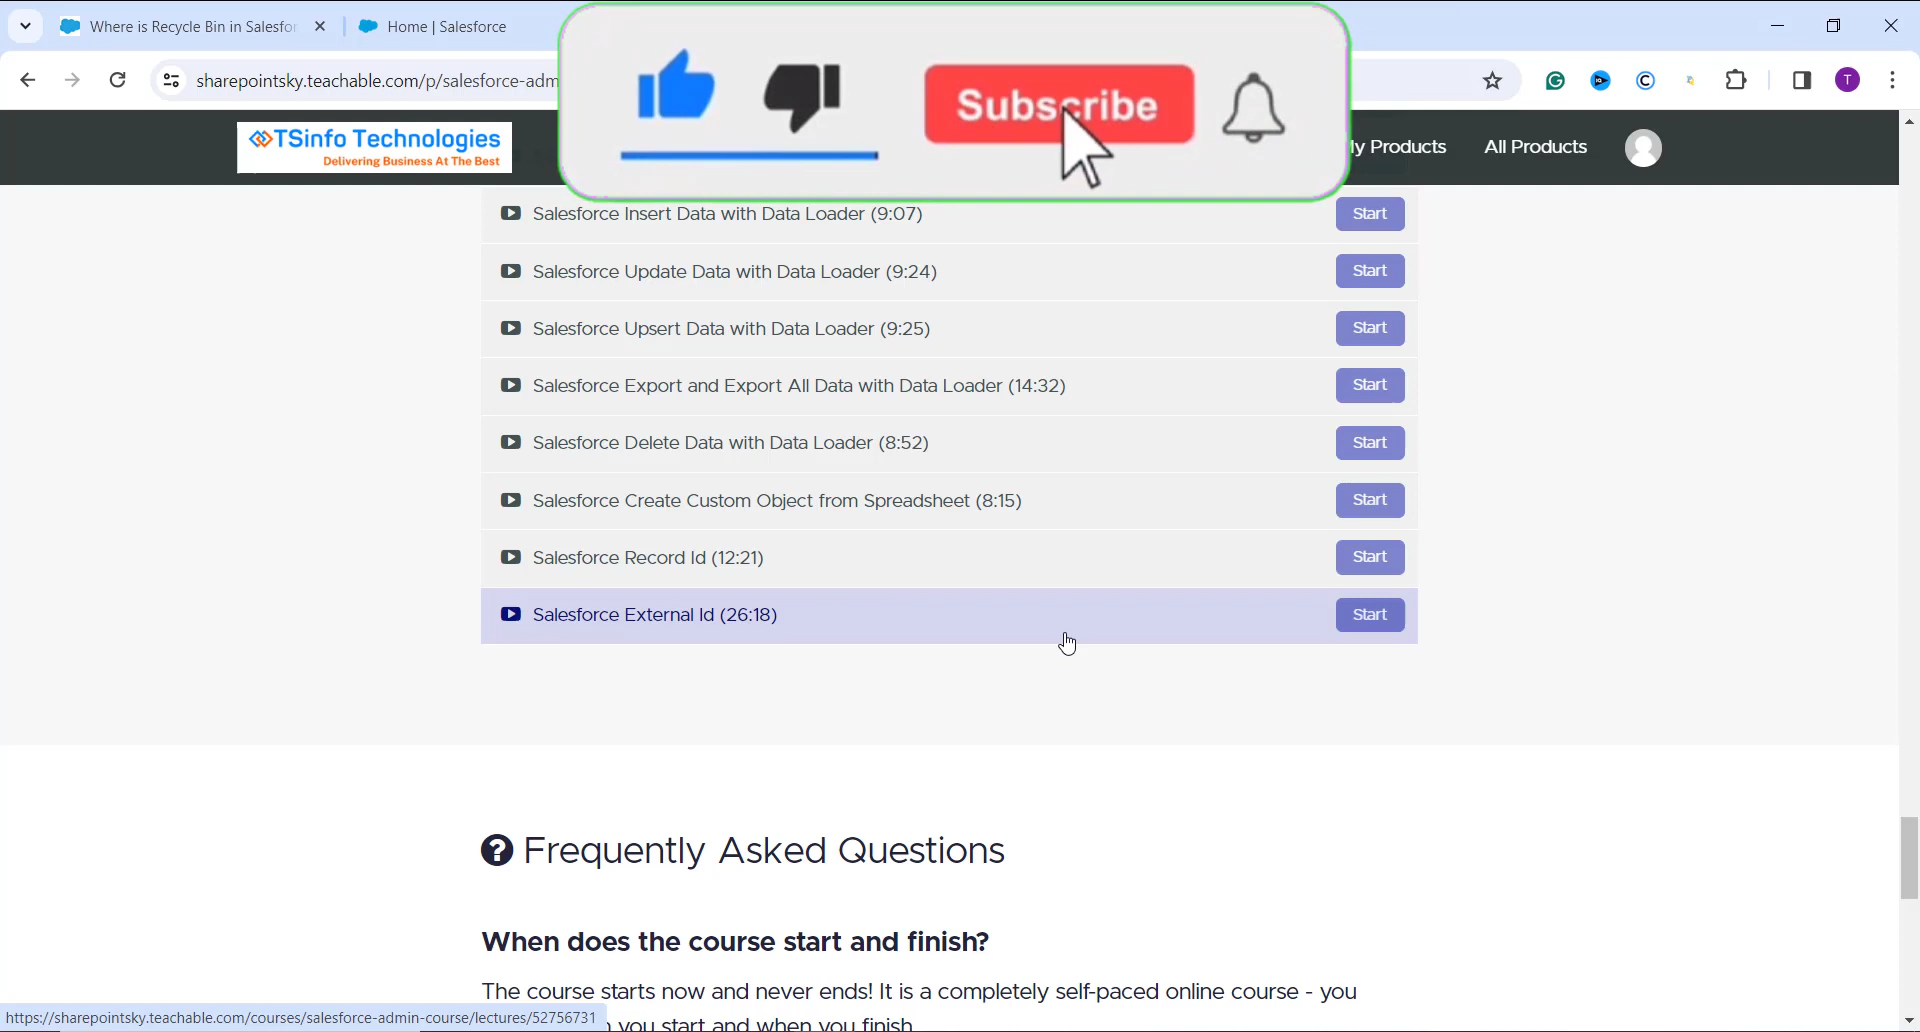 Where is Recycle Bin in Salesfo
Home | Salesforce
sharepointsky.teachable.com/p/salesforce-adm
Subscribe
T
TSinfo Technologies
Delivering Business At The Best
My Products
All Products
Salesforce Insert Data with Data Loader (9:07)
Start
Salesforce Update Data with Data Loader (9:24)
Start
Salesforce Upsert Data with Data Loader (9:25)
Start
Salesforce Export and Export All Data with Data Loader (14:32)
Start
Salesforce Delete Data with Data Loader (8:52)
Start
Salesforce Create Custom Object from Spreadsheet (8:15)
Start
Salesforce Record Id (12:21)
Start
Salesforce External Id (26:18)
Start
Frequently Asked Questions
When does the course start and finish?
The course starts now and never ends! It is a completely self-paced online course - you
you start and when you finish.
https://sharepointsky.teachable.com/courses/salesforce-admin-course/lectures/52756731